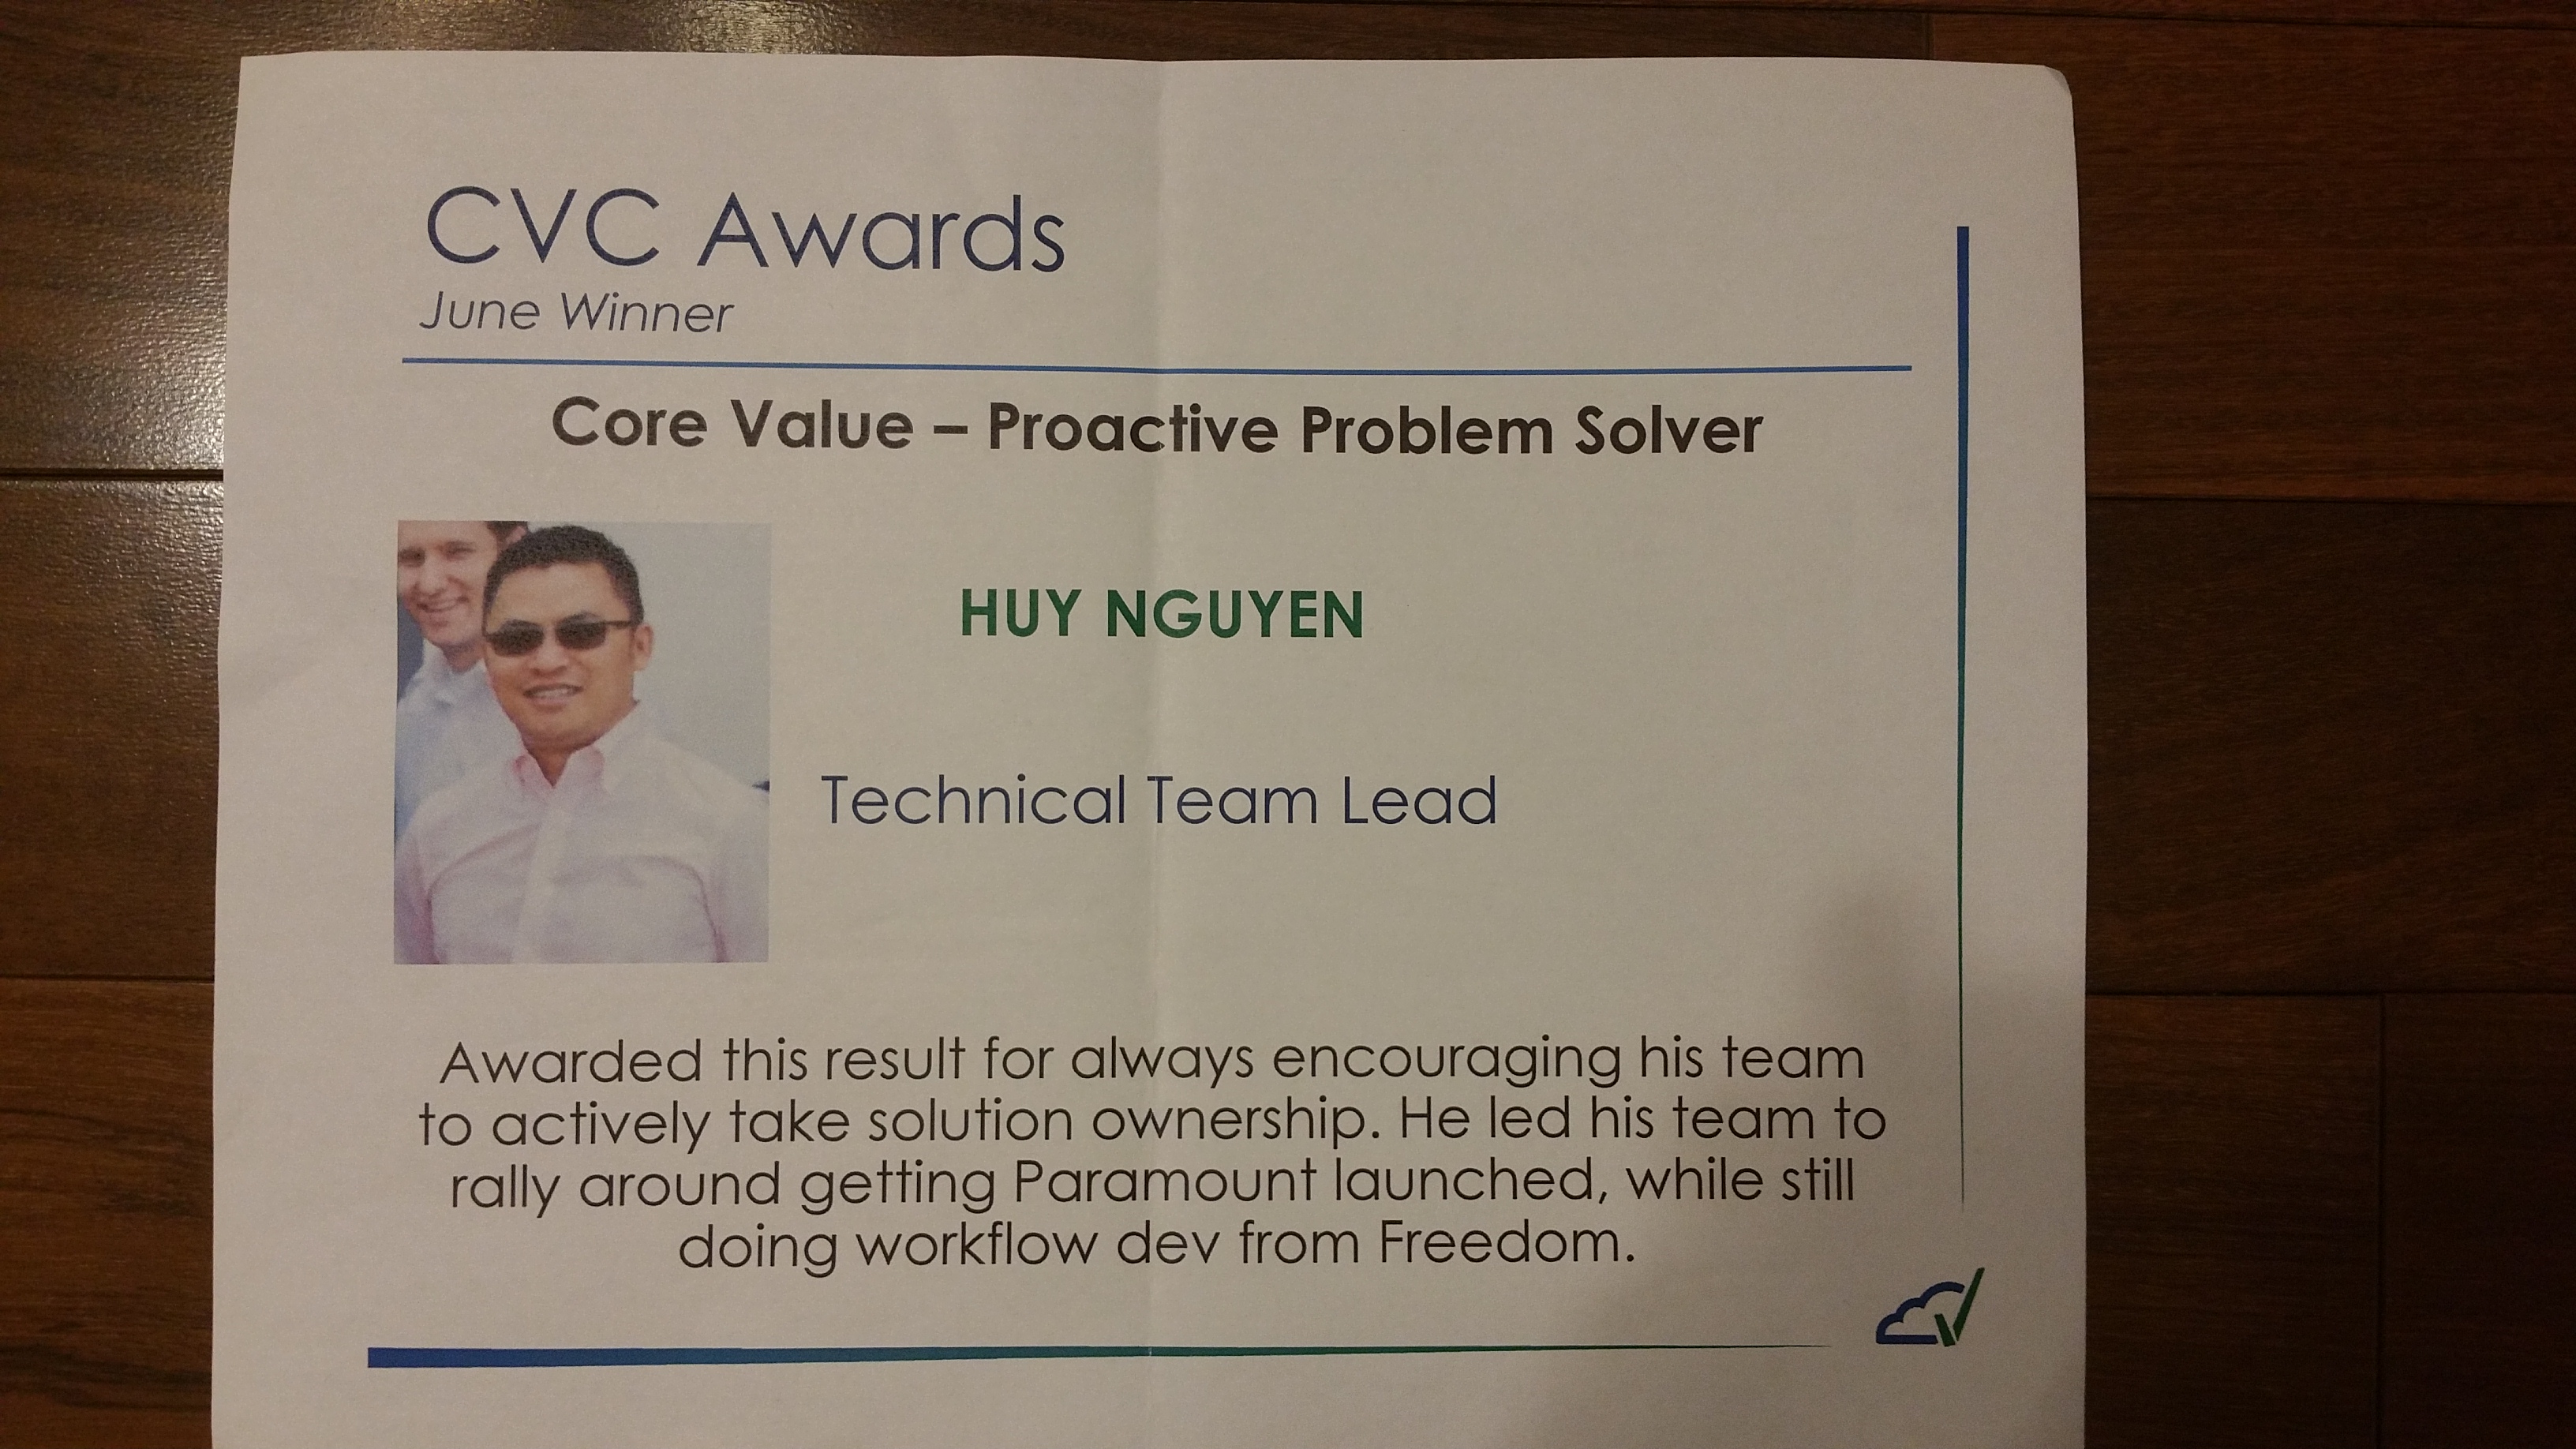 CVC Awards
June Winner
Core Value – Proactive Problem Solver
HUY NGUYEN
Technical Team Lead
Awarded this result for always encouraging his team
to actively take solution ownership. He led his team to
rally around getting Paramount launched, while still
doing workflow dev from Freedom.